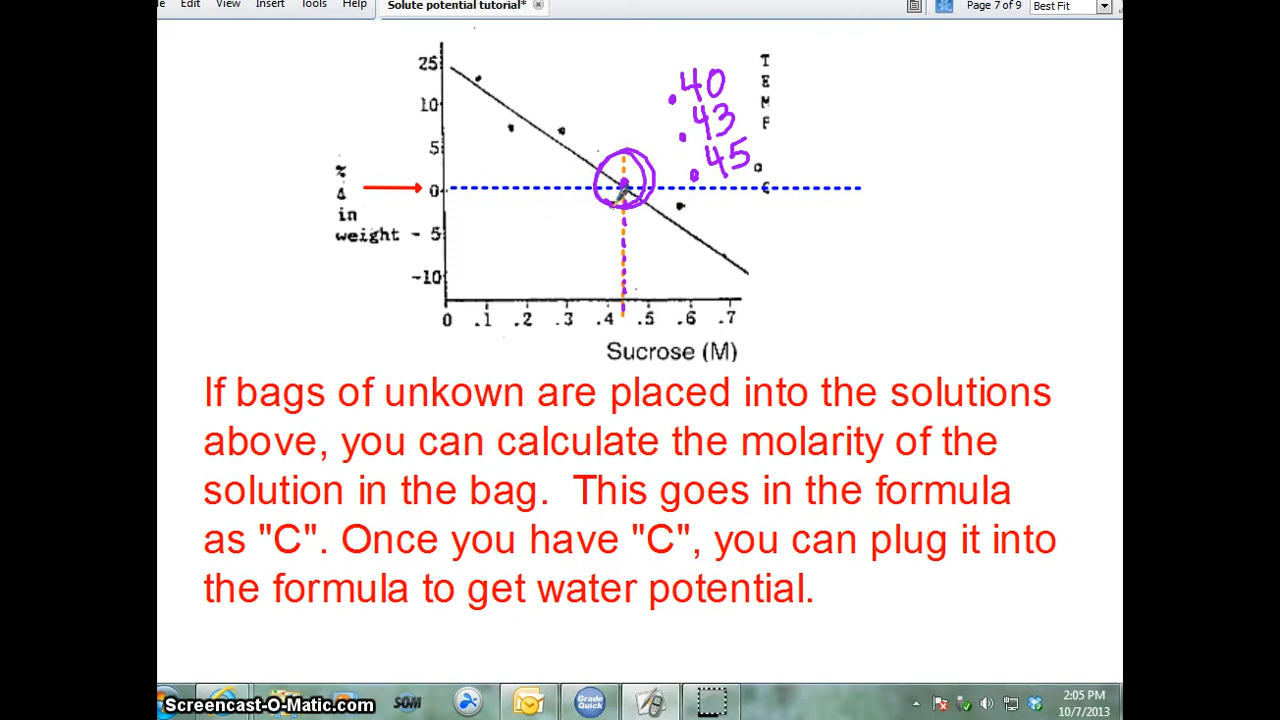 Edit View Insert Tools Help
Solute potential tutorial*
Page 7 of 9
Best Fit
25
10
5
0
- 5
-10
%
Δ
in
weight
.40
.43
.45
T
E
M
P
o
C
0 .1 .2 .3 .4 .5 .6 .7
Sucrose (M)
If bags of unkown are placed into the solutions
above, you can calculate the molarity of the
solution in the bag. This goes in the formula
as "C". Once you have "C", you can plug it into
the formula to get water potential.
Screencast-O-Matic.com
SOM
Grade Quick
2:05 PM
10/7/2013